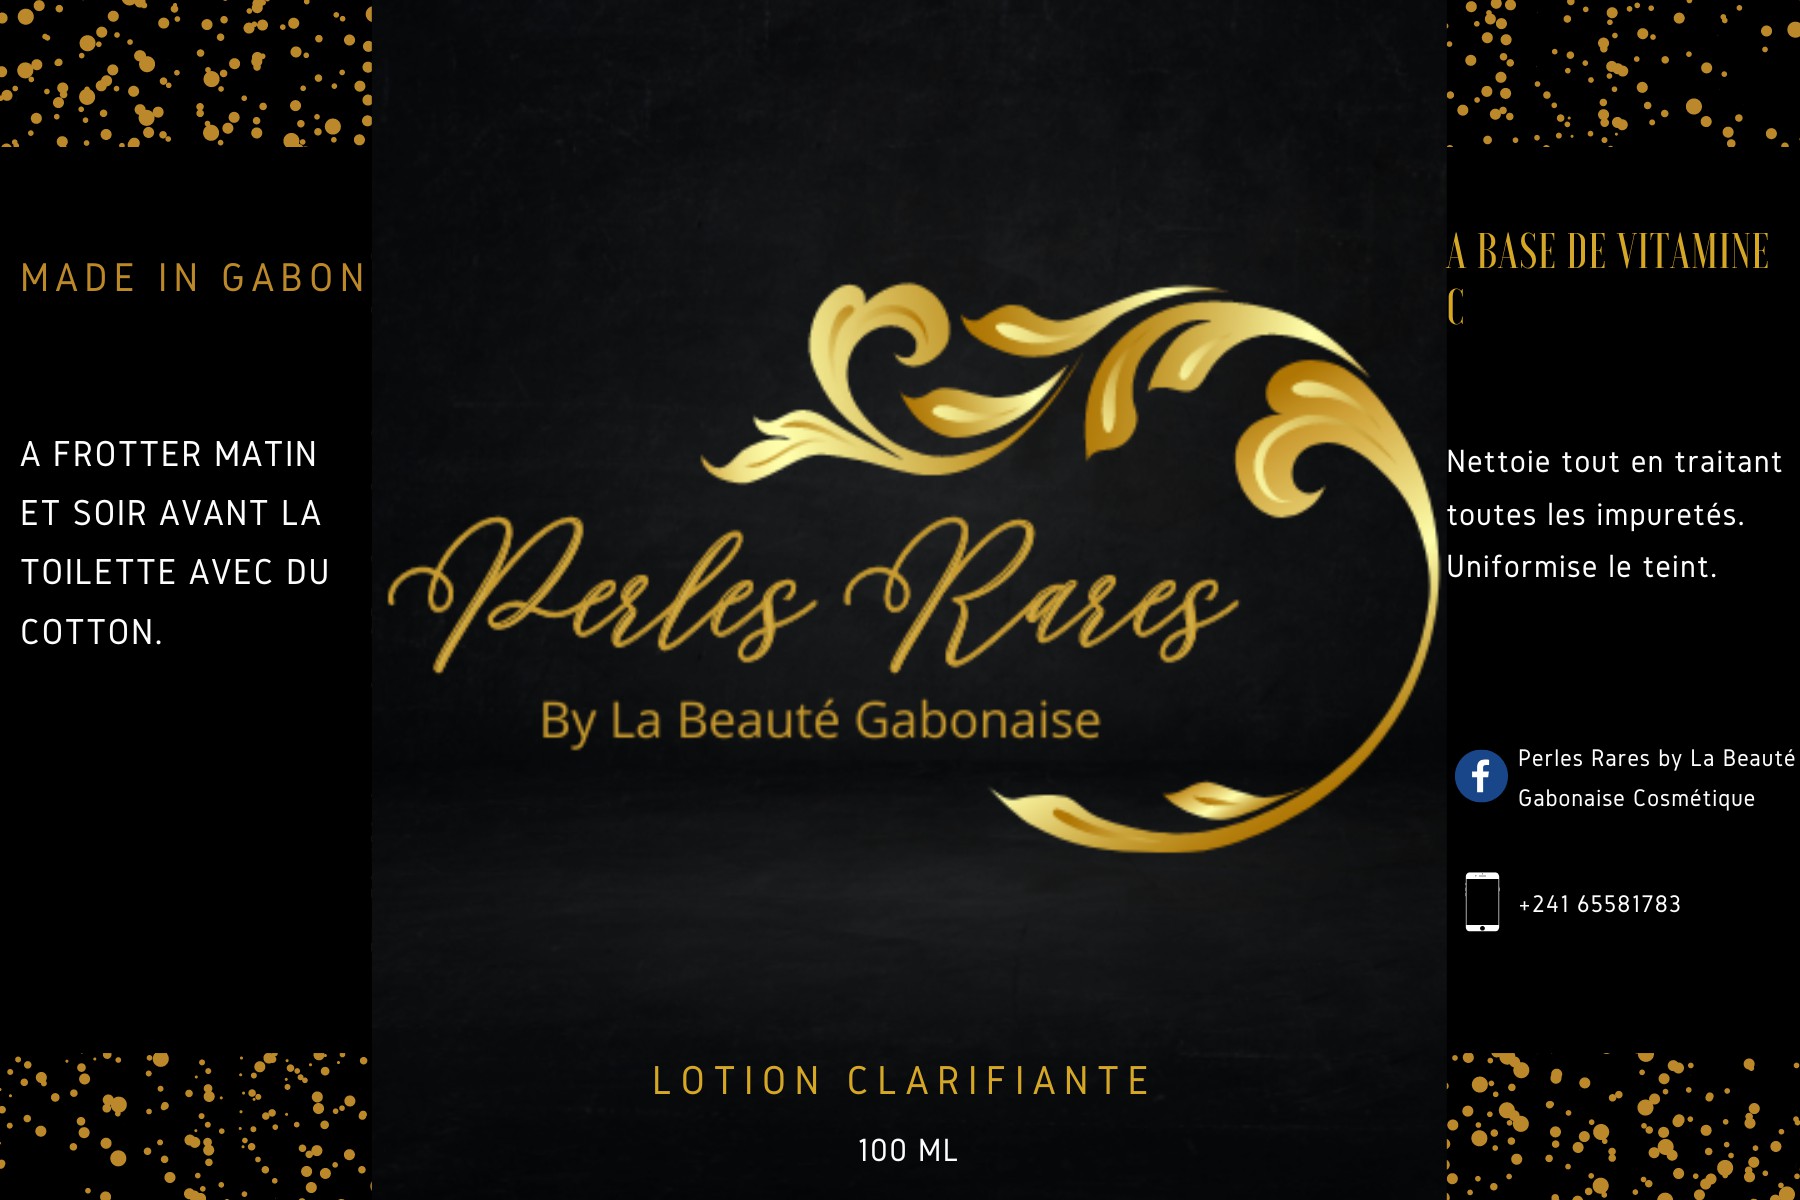 MADE IN GABON
A FROTTER MATIN
ET SOIR AVANT LA
TOILETTE AVEC DU
COTTON.
Perles Rares
By La Beauté Gabonaise
LOTION CLARIFIANTE
100 ML
A BASE DE VITAMINE
C
Nettoie tout en traitant
toutes les impuretés.
Uniformise le teint.
Perles Rares by La Beauté
Gabonaise Cosmétique
+241 65581783